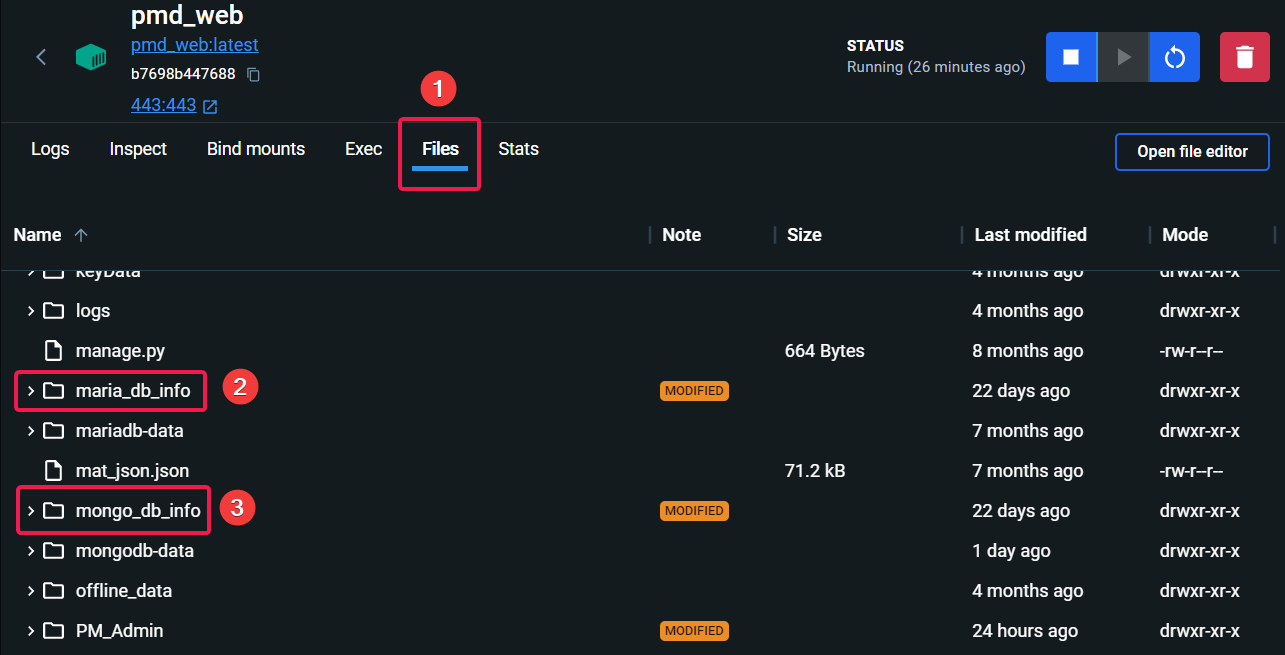 pmd_web
pmd_web:latest
b7698b447688
443:443
STATUS
Running (26 minutes ago)
1
Logs Inspect Bind mounts Exec Files Stats Open file editor
Name Note Size Last modified Mode
keyData 4 months ago drwxr-xr-x
logs 4 months ago drwxr-xr-x
manage.py 664 Bytes 8 months ago -rw-r--r--
maria_db_info 2 MODIFIED 22 days ago drwxr-xr-x
mariadb-data 7 months ago drwxr-xr-x
mat_json.json 71.2 kB 7 months ago -rw-r--r--
mongo_db_info 3 MODIFIED 22 days ago drwxr-xr-x
mongodb-data 1 day ago drwxr-xr-x
offline_data 4 months ago drwxr-xr-x
PM_Admin MODIFIED 24 hours ago drwxr-xr-x